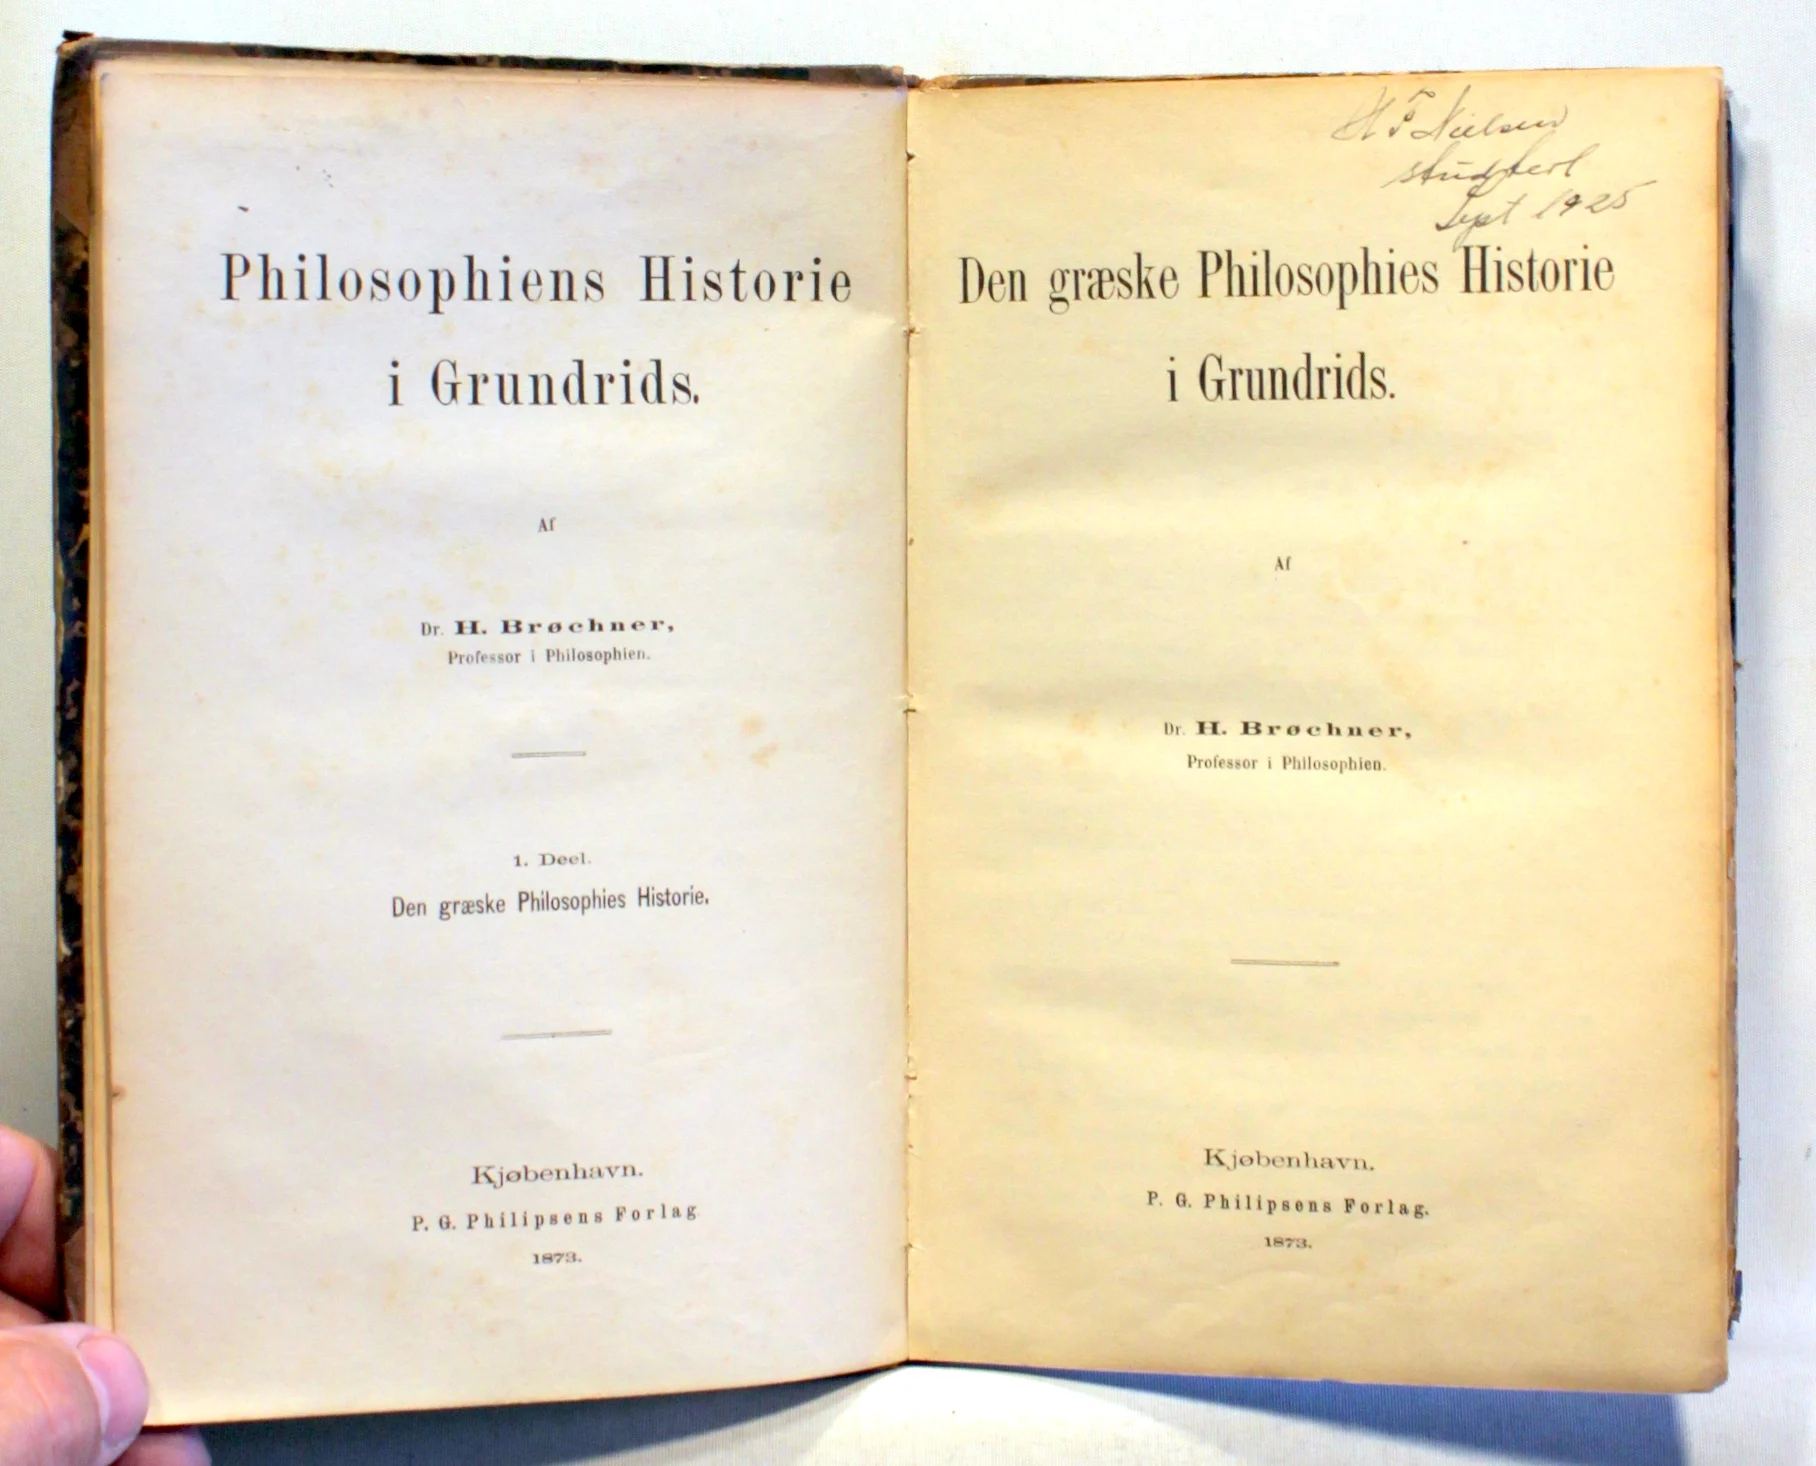 Philosophiens Historie
i Grundrids.
Af
Dr. H. Brøchner,
Professor i Philosophien.
1. Deel.
Den græske Philosophies Historie.
Kjøbenhavn.
P. G. Philipsens Forlag
1873.
H F Nielsen
Sept 1925
Den græske Philosophies Historie
i Grundrids.
Af
Dr. H. Brøchner,
Professor i Philosophien.
Kjøbenhavn.
P. G. Philipsens Forlag.
1873.